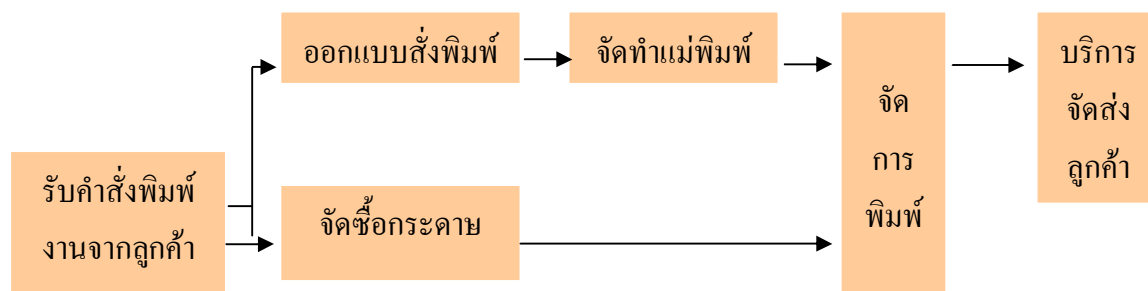 รับคำสั่งพิมพ์
งานจากลูกค้า
ออกแบบสั่งพิมพ์
จัดทำแม่พิมพ์
จัดซื้อกระดาษ
จัด
การ
พิมพ์
บริการ
จัดส่ง
ลูกค้า